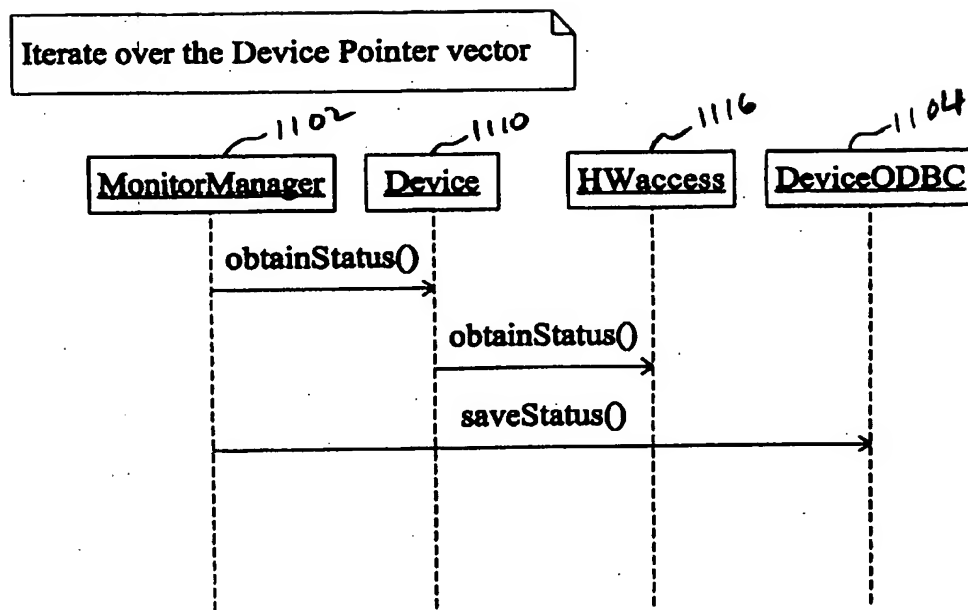 Iterate over the Device Pointer vector
1102 1110 1116 1104
MonitorManager Device HWaccess DeviceODBC
obtainStatus()
obtainStatus()
saveStatus()